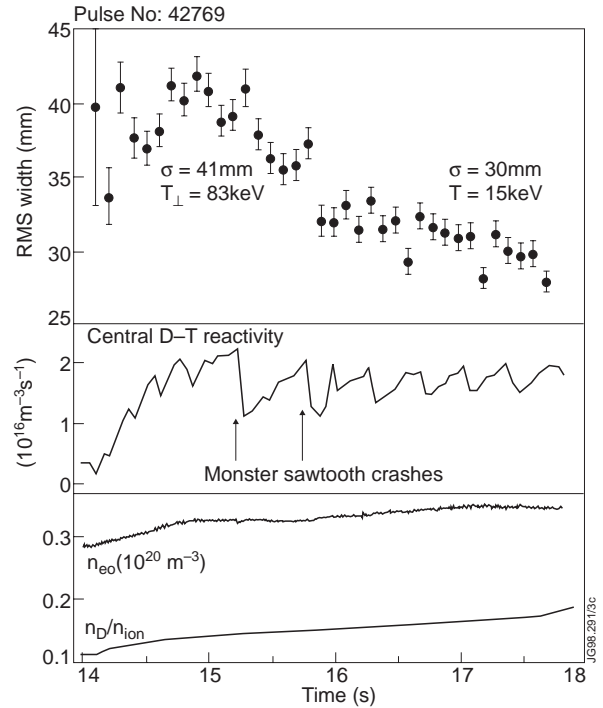 Pulse No: 42769
45
40
35
30
25
RMS width (mm)
σ = 41mm
T⊥ = 83keV
σ = 30mm
T = 15keV
Central D–T reactivity
2
1
0
(10¹⁶m⁻³s⁻¹)
Monster sawtooth crashes
0.3
0.2
0.1
nₑₒ(10²⁰ m⁻³)
n_D/n_ion
14 15 16 17 18
Time (s)
JG98.291/3c